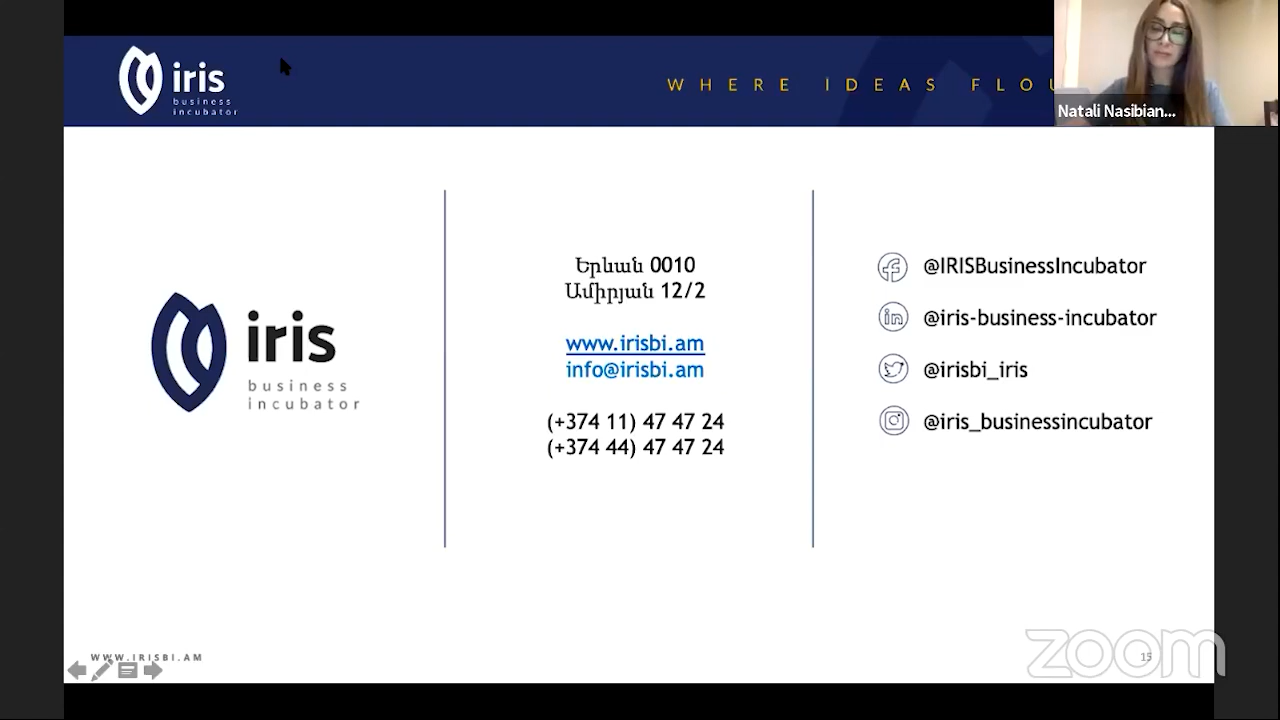 iris
business
incubator
WHERE IDEAS
Natali Nasibian...
iris
business
incubator
Երևան 0010
Ամիրյան 12/2
www.irisbi.am
info@irisbi.am
(+374 11) 47 47 24
(+374 44) 47 47 24
@IRISBusinessIncubator
@iris-business-incubator
@irisbi_iris
@iris_businessincubator
WWW.IRISBI.AM
15
zoom